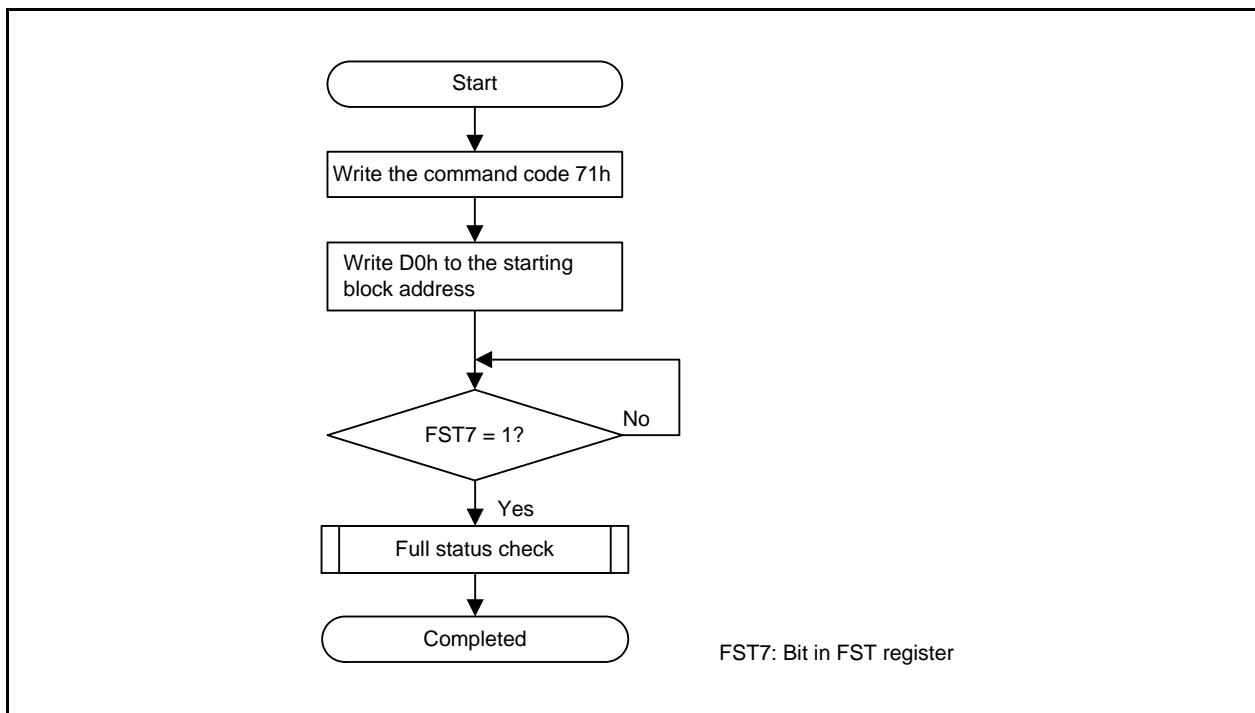 Start
Write the command code 71h
Write D0h to the starting
block address
FST7 = 1?
No
Yes
Full status check
Completed
FST7: Bit in FST register